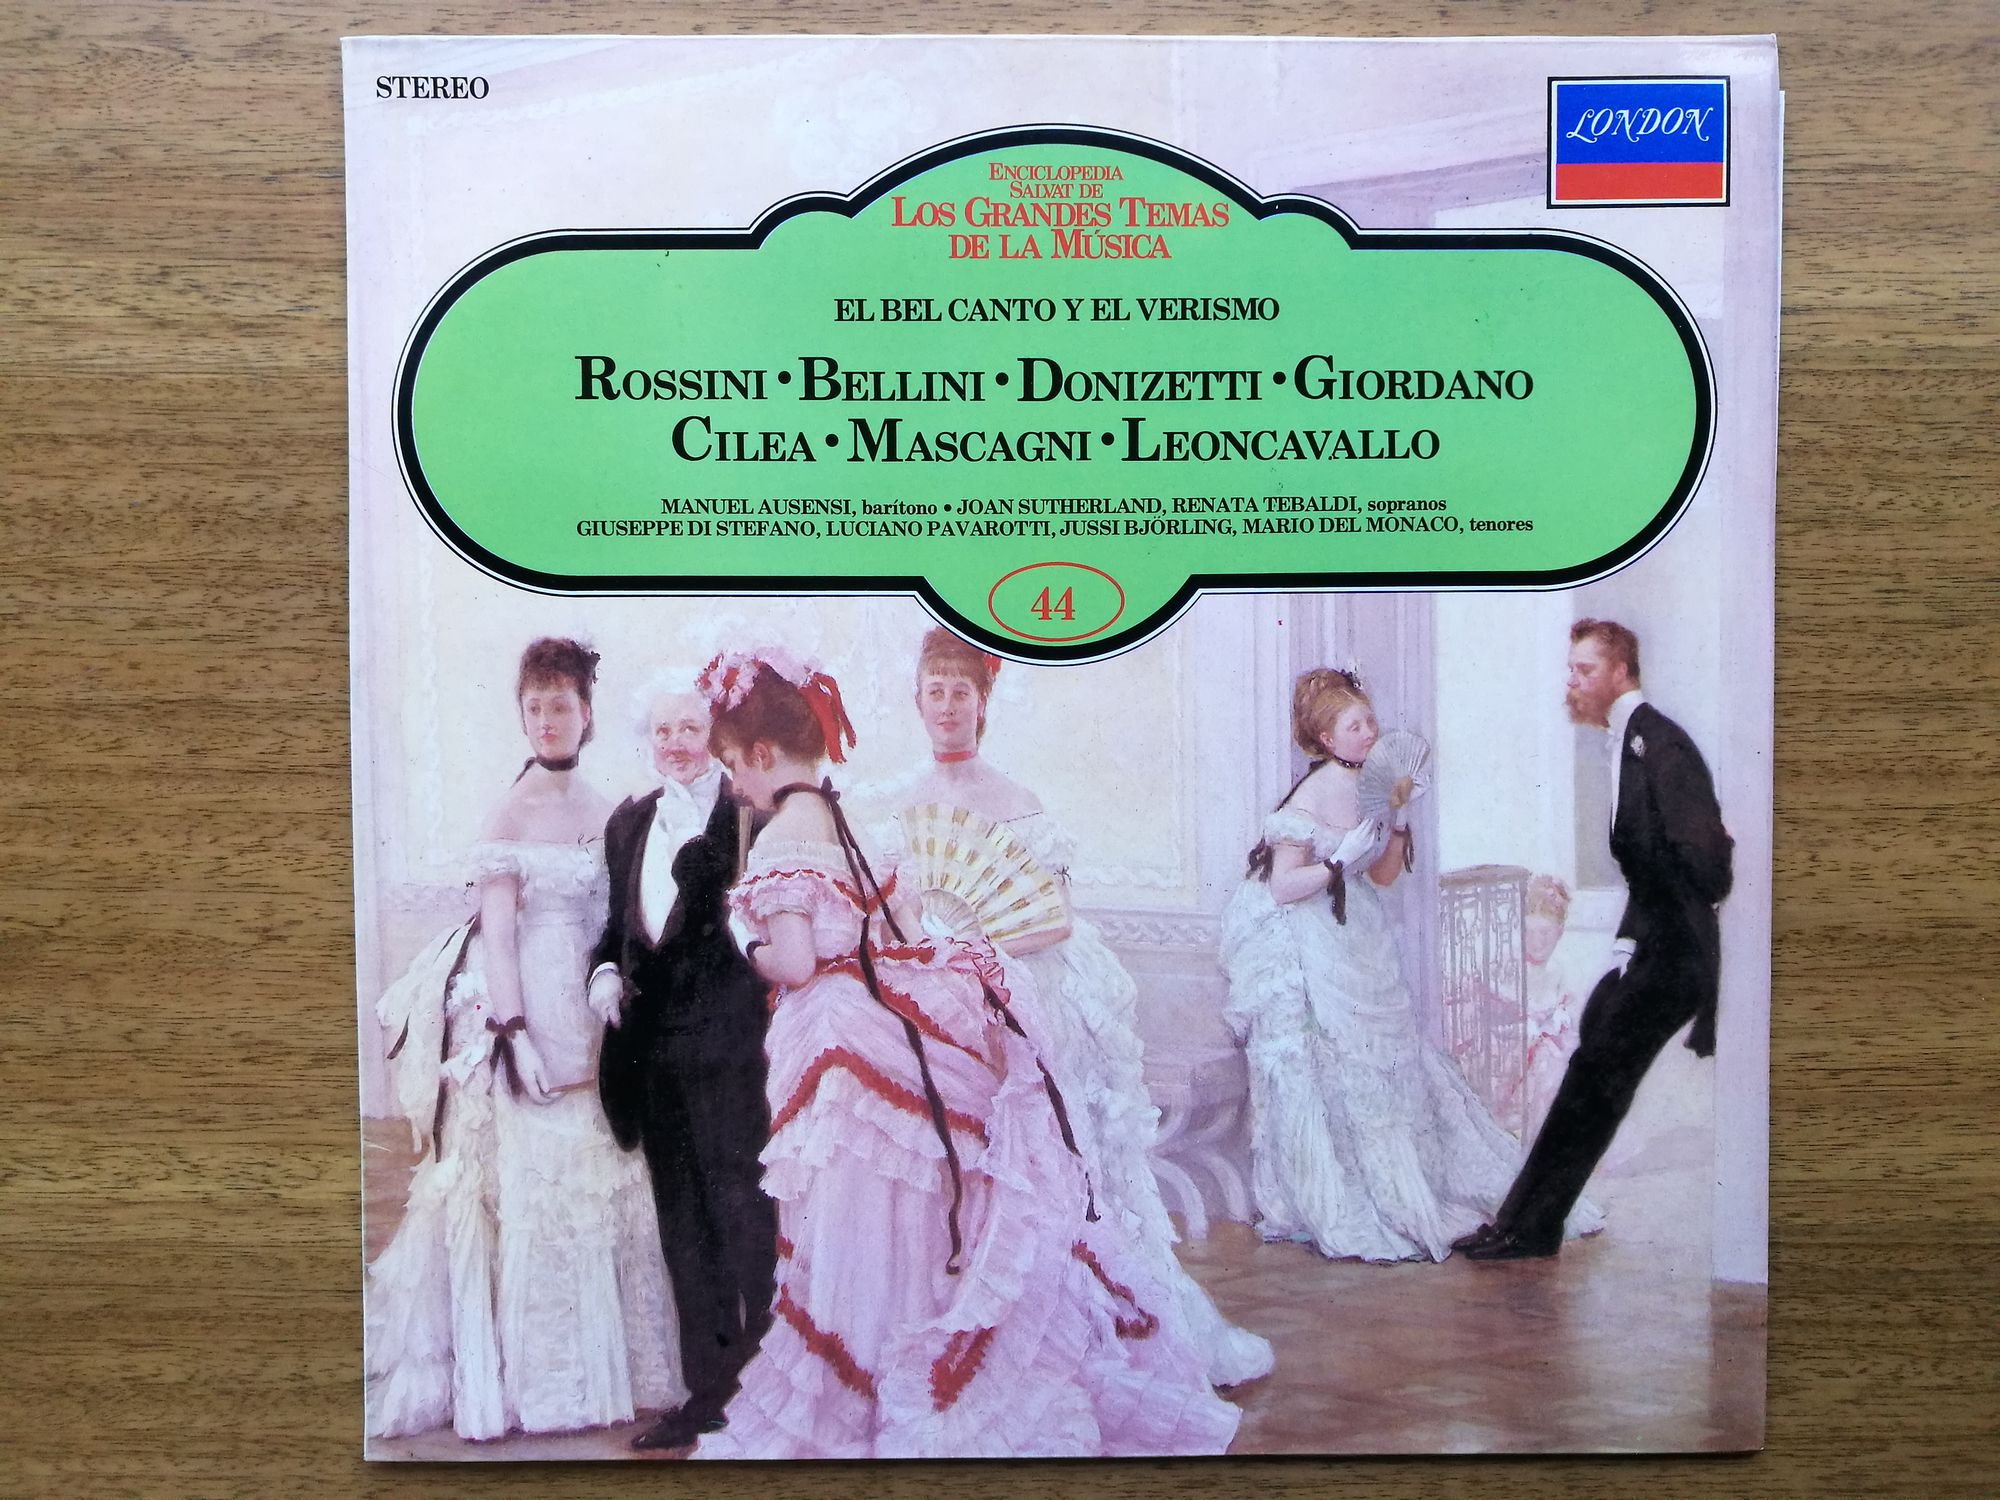 STEREO
LONDON
ENCICLOPEDIA
SALVAT DE
LOS GRANDES TEMAS
DE LA MÚSICA
EL BEL CANTO Y EL VERISMO
ROSSINI • BELLINI • DONIZETTI • GIORDANO
CILEA • MASCAGNI • LEONCAVALLO
MANUEL AUSENSI, barítono • JOAN SUTHERLAND, RENATA TEBALDI, sopranos
GIUSEPPE DI STEFANO, LUCIANO PAVAROTTI, JUSSI BJÖRLING, MARIO DEL MONACO, tenores
44